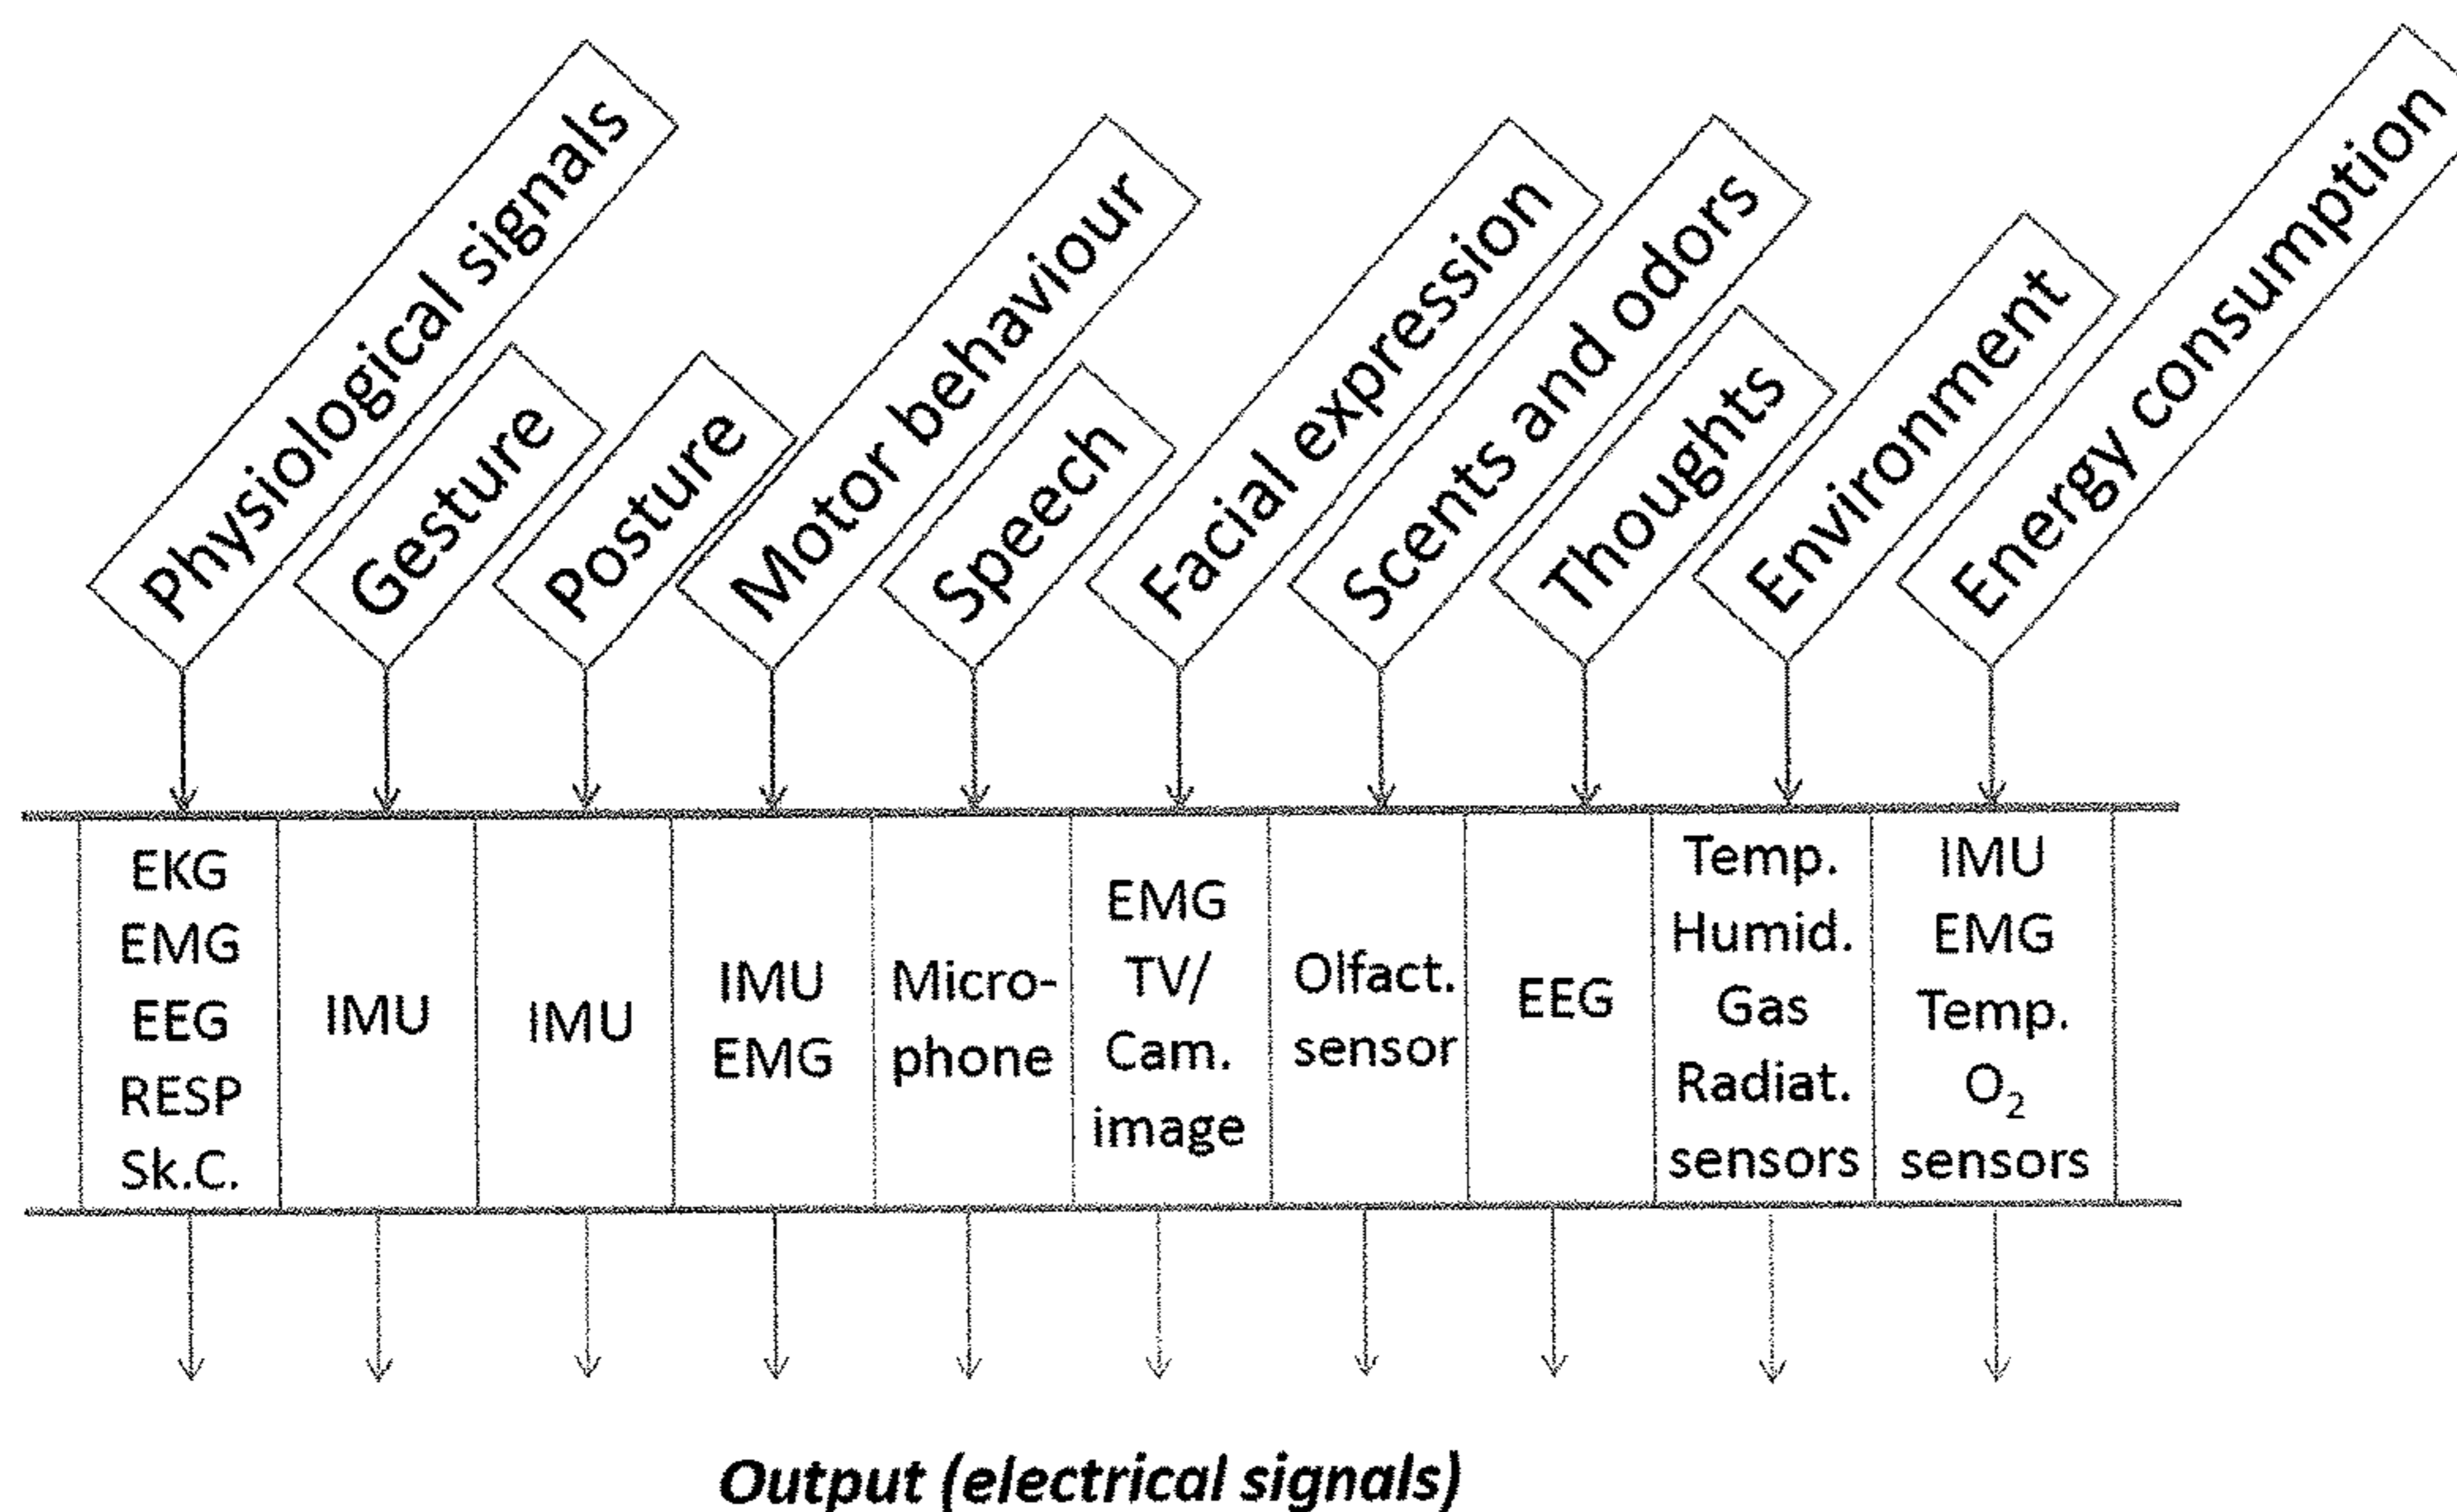 Physiological signals
Gesture
Posture
Motor behaviour
Speech
Facial expression
Scents and odors
Thoughts
Environment
Energy consumption
EKG
EMG
EEG
RESP
Sk.C.
IMU
IMU
IMU
EMG
Micro-
phone
EMG
TV/
Cam.
image
Olfact.
sensor
EEG
Temp.
Humid.
Gas
Radiat.
sensors
IMU
EMG
Temp.
O₂
sensors
Output (electrical signals)